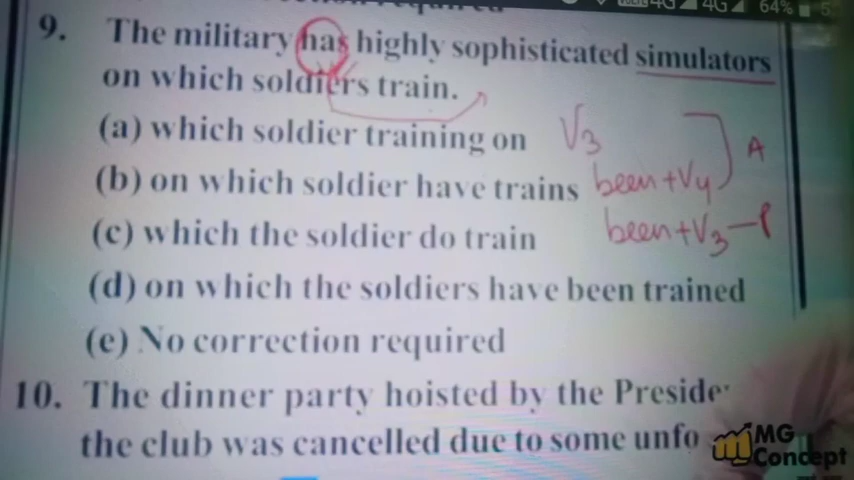 4G 4G 64%
9. The military has highly sophisticated simulators
on which soldiers train.
(a) which soldier training on V3
A
(b) on which soldier have trains been+V4
(c) which the soldier do train been+V3-P
(d) on which the soldiers have been trained
(e) No correction required
10. The dinner party hoisted by the Preside
the club was cancelled due to some unfo
MG
Concept